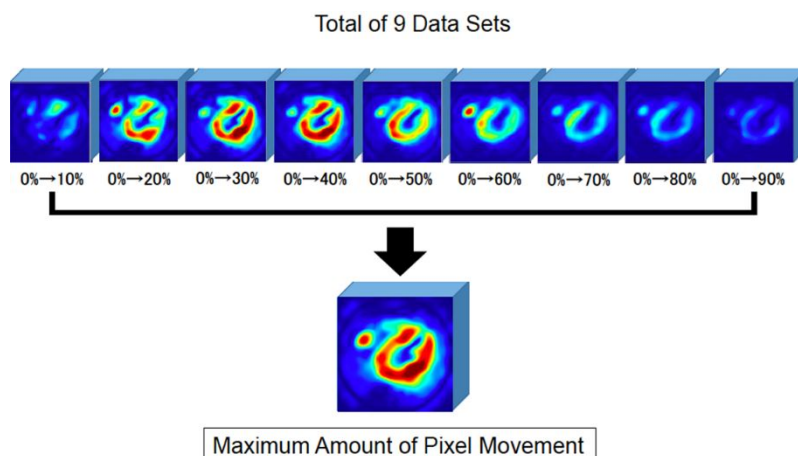 Total of 9 Data Sets
0%→10% 0%→20% 0%→30% 0%→40% 0%→50% 0%→60% 0%→70% 0%→80% 0%→90%
Maximum Amount of Pixel Movement